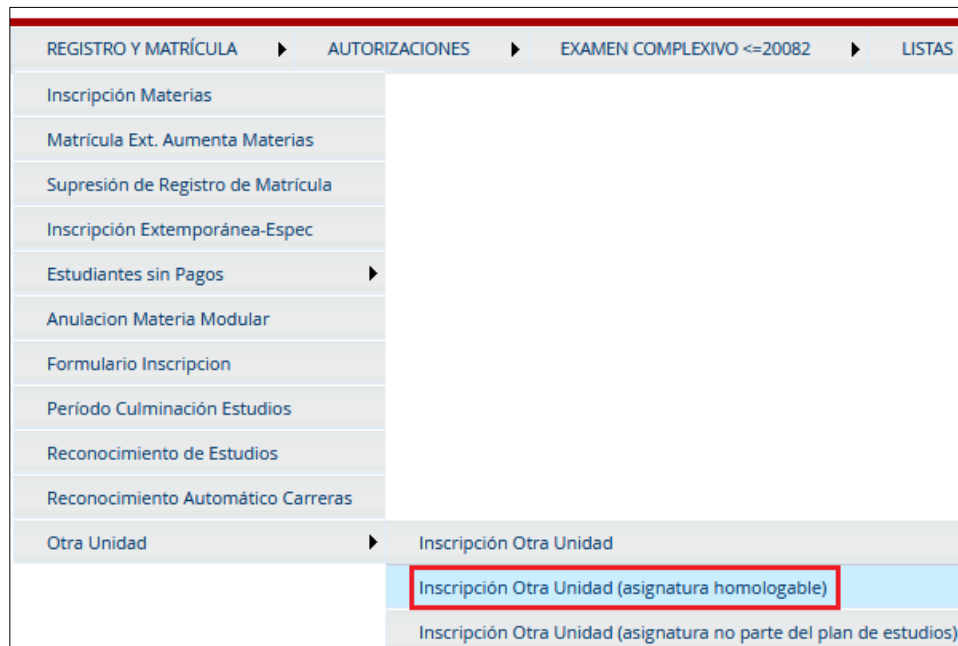 REGISTRO Y MATRÍCULA AUTORIZACIONES EXAMEN COMPLEXIVO <=20082 LISTAS
Inscripción Materias
Matrícula Ext. Aumenta Materias
Supresión de Registro de Matrícula
Inscripción Extemporánea-Espec
Estudiantes sin Pagos
Anulacion Materia Modular
Formulario Inscripcion
Período Culminación Estudios
Reconocimiento de Estudios
Reconocimiento Automático Carreras
Otra Unidad Inscripción Otra Unidad
Inscripción Otra Unidad (asignatura homologable)
Inscripción Otra Unidad (asignatura no parte del plan de estudios)